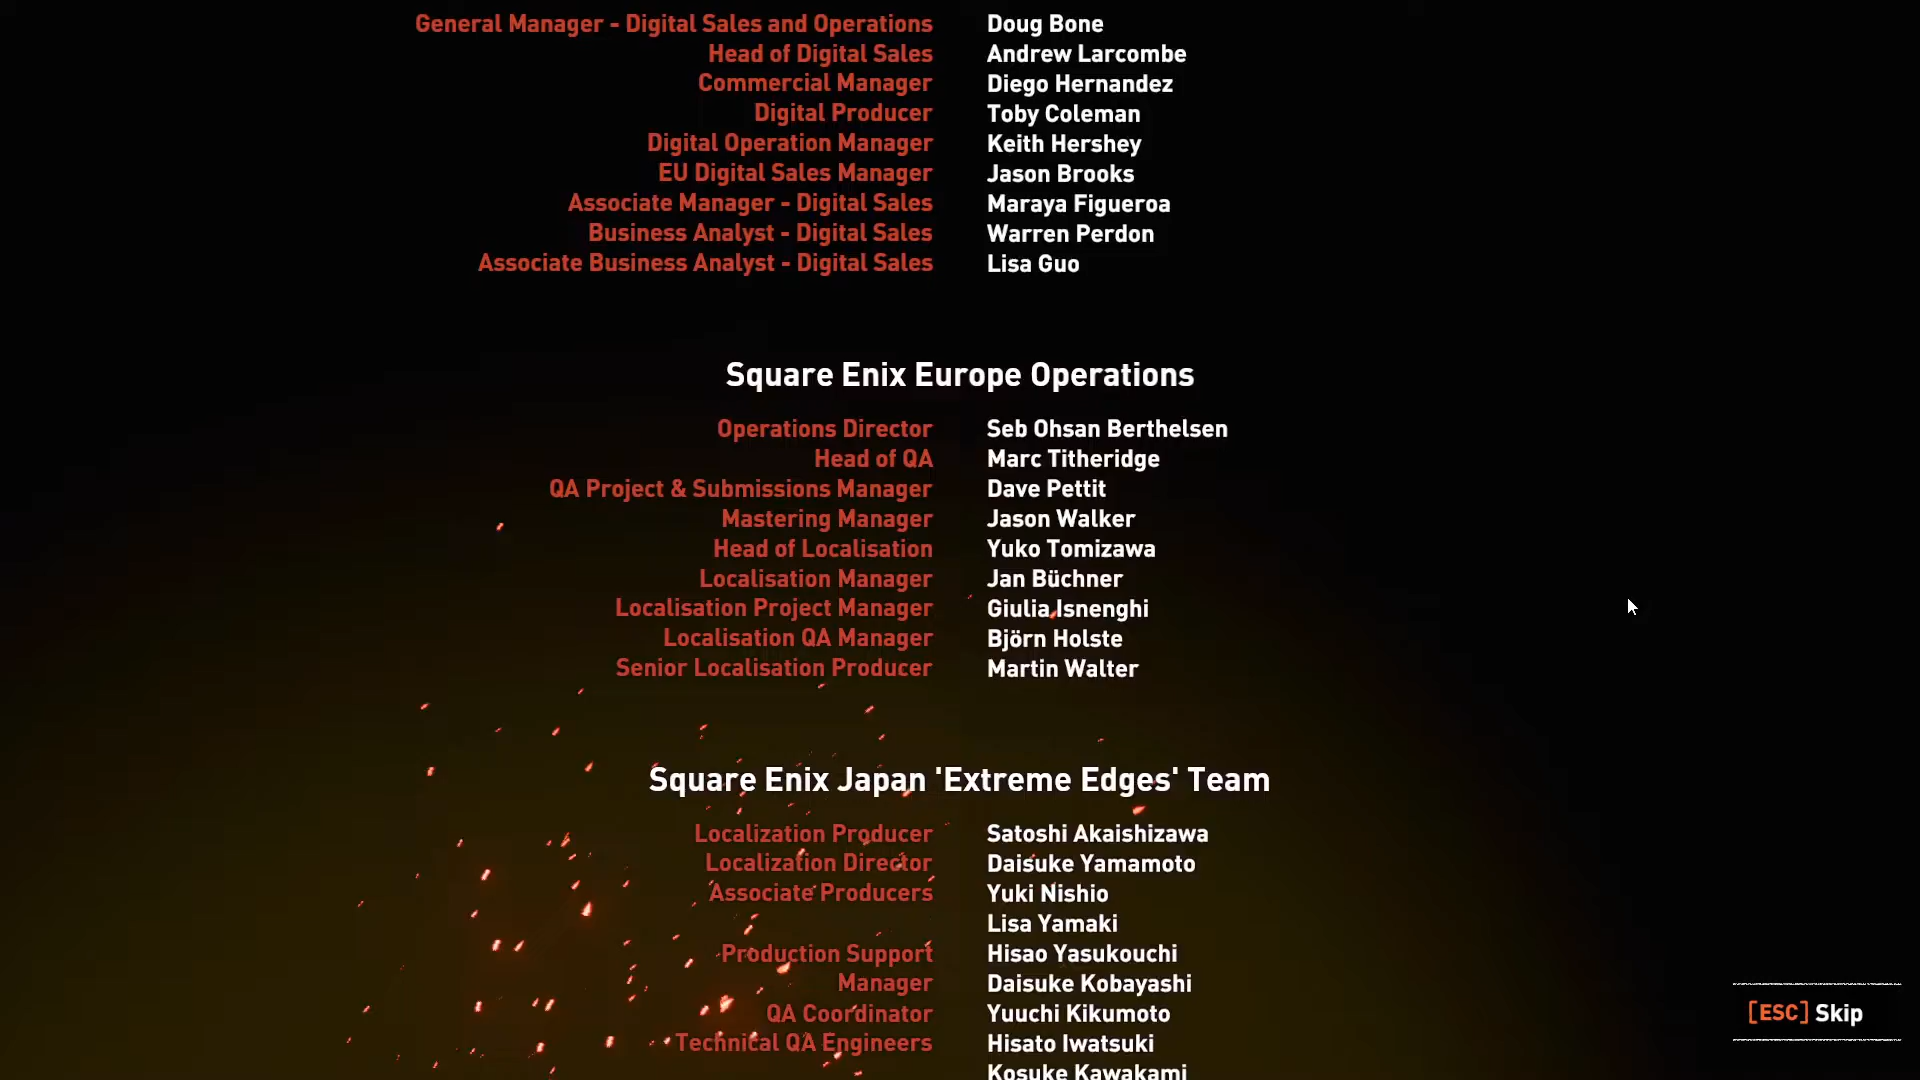 General Manager - Digital Sales and Operations Doug Bone
Head of Digital Sales Andrew Larcombe
Commercial Manager Diego Hernandez
Digital Producer Toby Coleman
Digital Operation Manager Keith Hershey
EU Digital Sales Manager Jason Brooks
Associate Manager - Digital Sales Maraya Figueroa
Business Analyst - Digital Sales Warren Perdon
Associate Business Analyst - Digital Sales Lisa Guo
Square Enix Europe Operations
Operations Director Seb Ohsan Berthelsen
Head of QA Marc Titheridge
QA Project & Submissions Manager Dave Pettit
Mastering Manager Jason Walker
Head of Localisation Yuko Tomizawa
Localisation Manager Jan Büchner
Localisation Project Manager Giulia Isnenghi
Localisation QA Manager Björn Holste
Senior Localisation Producer Martin Walter
Square Enix Japan 'Extreme Edges' Team
Localization Producer Satoshi Akaishizawa
Localization Director Daisuke Yamamoto
Associate Producers Yuki Nishio
Lisa Yamaki
Production Support Hisao Yasukouchi
Manager Daisuke Kobayashi
QA Coordinator Yuuchi Kikumoto
Technical QA Engineers Hisato Iwatsuki
Kosuke Kawakami
[ESC] Skip